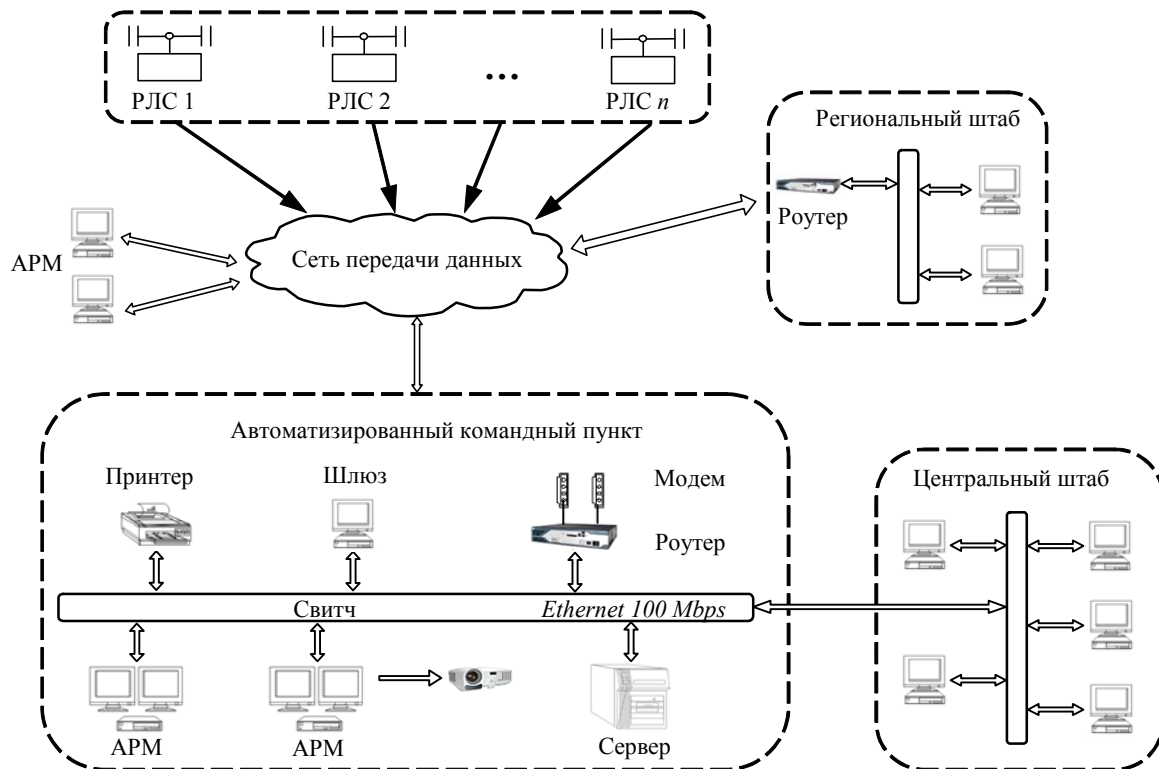 РЛС 1
РЛС 2
...
РЛС n
Региональный штаб
Роутер
АРМ
Сеть передачи данных
Автоматизированный командный пункт
Принтер
Шлюз
Модем
Роутер
Свитч
Ethernet 100 Mbps
АРМ
АРМ
Сервер
Центральный штаб